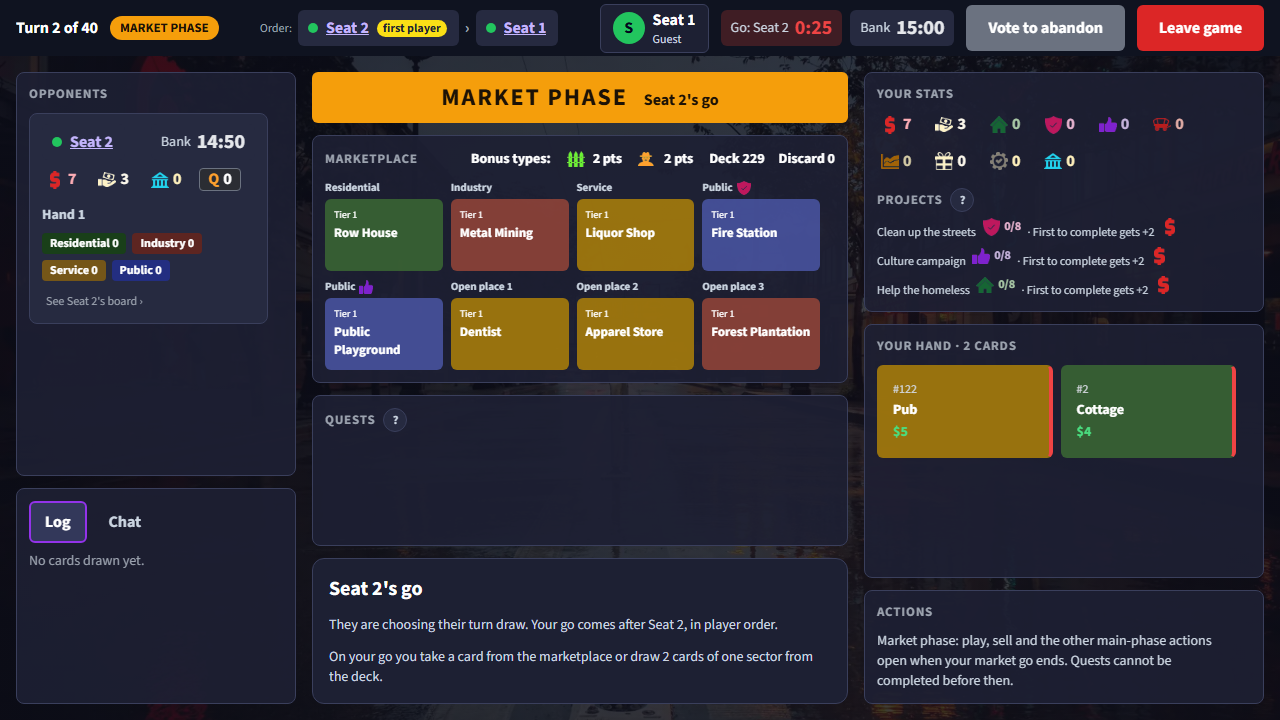 Turn 2 of 40
MARKET PHASE
Order:
Seat 2 first player › Seat 1
S
Seat 1
Guest
Go: Seat 2 0:25
Bank 15:00
Vote to abandon
Leave game
OPPONENTS
Seat 2
Bank 14:50
7 3 0 Q 0
Hand 1
Residential 0 Industry 0
Service 0 Public 0
See Seat 2's board ›
Log Chat
No cards drawn yet.
MARKET PHASE Seat 2's go
MARKETPLACE Bonus types: 2 pts 2 pts Deck 229 Discard 0
Residential Industry Service Public
Tier 1 Tier 1 Tier 1 Tier 1
Row House Metal Mining Liquor Shop Fire Station
Public Open place 1 Open place 2 Open place 3
Tier 1 Tier 1 Tier 1 Tier 1
Public Dentist Apparel Store Forest Plantation
Playground
QUESTS ?
Seat 2's go
They are choosing their turn draw. Your go comes after Seat 2, in player order.
On your go you take a card from the marketplace or draw 2 cards of one sector from
the deck.
YOUR STATS
7 3 0 0 0 0
0 0 0 0
PROJECTS ?
Clean up the streets 0/8 · First to complete gets +2
Culture campaign 0/8 · First to complete gets +2
Help the homeless 0/8 · First to complete gets +2
YOUR HAND · 2 CARDS
#122 #2
Pub Cottage
$5 $4
ACTIONS
Market phase: play, sell and the other main-phase actions
open when your market go ends. Quests cannot be
completed before then.